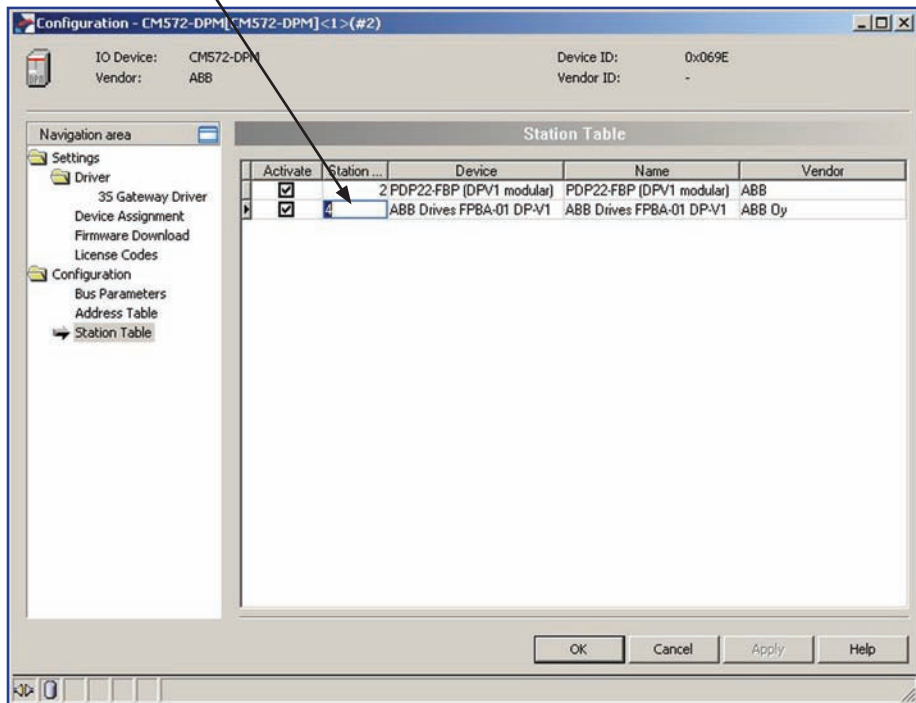 Configuration - CM572-DPM[CM572-DPM]<1>(#2)
IO Device: CM572-DPM Device ID: 0x069E
Vendor: ABB Vendor ID: -
Navigation area
Station Table
Settings
Driver
3S Gateway Driver
Device Assignment
Firmware Download
License Codes
Configuration
Bus Parameters
Address Table
Station Table
Activate Station ... Device Name Vendor
2 PDP22-FBP (DPV1 modular) PDP22-FBP (DPV1 modular) ABB
4 ABB Drives FPBA-01 DP-V1 ABB Drives FPBA-01 DP-V1 ABB Oy
OK Cancel Apply Help